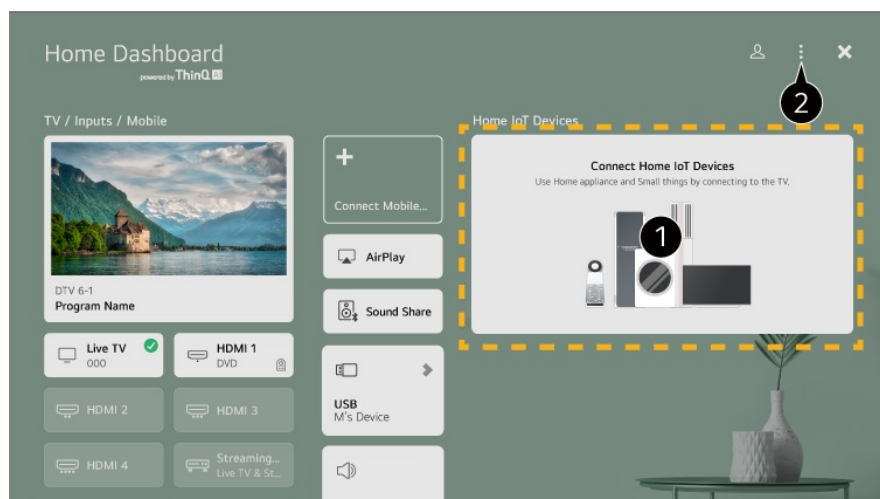 Home Dashboard
powered by ThinQ AI
2
TV / Inputs / Mobile
Home IoT Devices
Connect Mobile...
Connect Home IoT Devices
Use Home appliance and Small things by connecting to the TV.
1
AirPlay
DTV 6-1
Program Name
Sound Share
Live TV
000
HDMI 1
DVD
USB
M's Device
HDMI 2
HDMI 3
HDMI 4
Streaming...
Live TV & St...